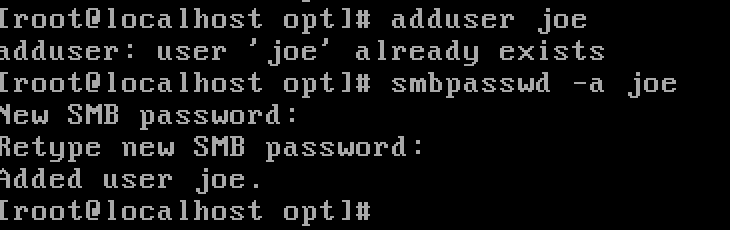 [root@localhost opt]# adduser joe
adduser: user 'joe' already exists
[root@localhost opt]# smbpasswd -a joe
New SMB password:
Retype new SMB password:
Added user joe.
[root@localhost opt]#